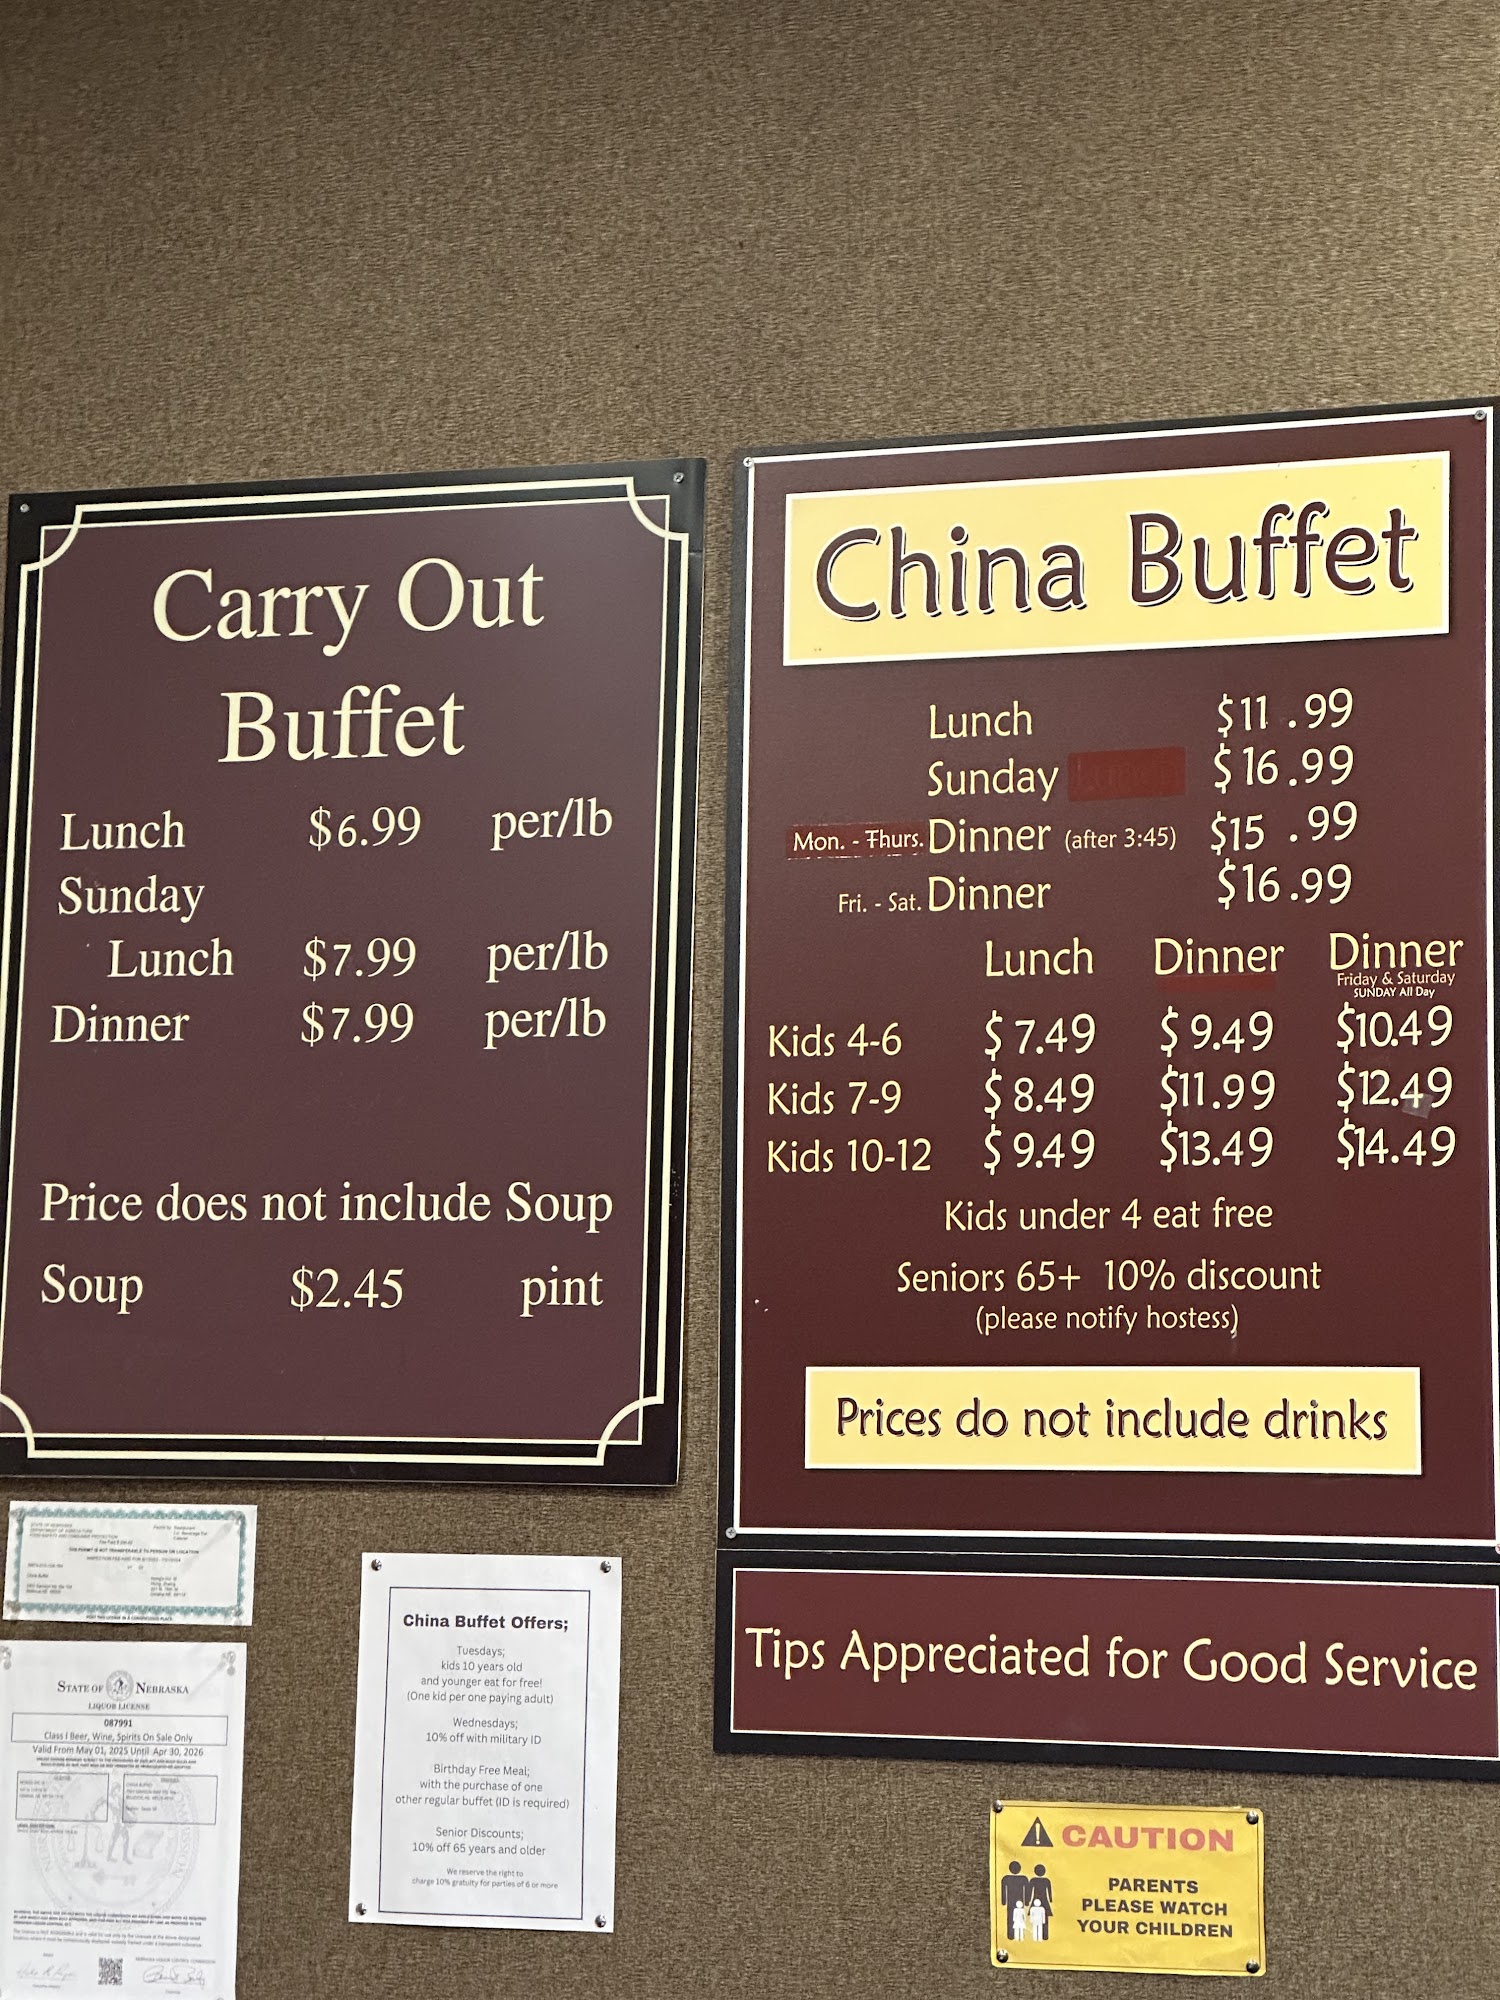 Carry Out
Buffet
Lunch $6.99 per/lb
Sunday
Lunch $7.99 per/lb
Dinner $7.99 per/lb
Price does not include Soup
Soup $2.45 pint
China Buffet
Lunch $11.99
Sunday $16.99
Mon. - Thurs. Dinner (after 3:45) $15.99
Fri. - Sat. Dinner $16.99
Lunch Dinner Dinner
Friday & Saturday
SUNDAY All Day
Kids 4-6 $7.49 $9.49 $10.49
Kids 7-9 $8.49 $11.99 $12.49
Kids 10-12 $9.49 $13.49 $14.49
Kids under 4 eat free
Seniors 65+ 10% discount
(please notify hostess)
Prices do not include drinks
Tips Appreciated for Good Service
STATE OF NEBRASKA
LIQUOR LICENSE
087991
Class I Beer, Wine, Spirits On Sale Only
Valid From May 01, 2025 Until Apr 30, 2026
China Buffet Offers;
Tuesdays;
kids 10 years old
and younger eat for free!
(One kid per one paying adult)
Wednesdays;
10% off with military ID
Birthday Free Meal;
with the purchase of one
other regular buffet (ID is required)
Senior Discounts;
10% off 65 years and older
We reserve the right to
charge 10% gratuity for parties of 6 or more
CAUTION
PARENTS
PLEASE WATCH
YOUR CHILDREN